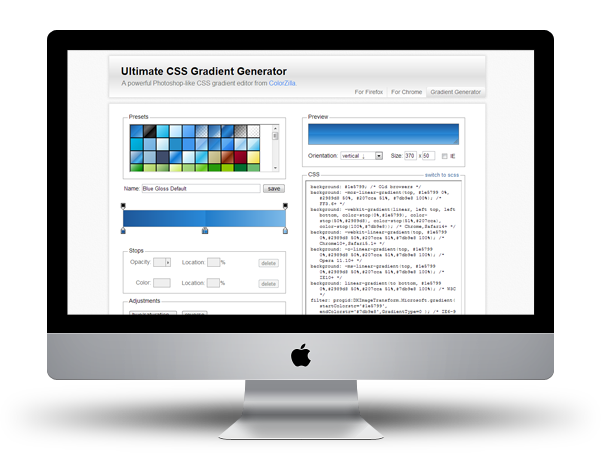 Ultimate CSS Gradient Generator
A powerful Photoshop-like CSS gradient editor from ColorZilla.
For Firefox
For Chrome
Gradient Generator
Presets
Name: Blue Gloss Default
save
Stops
Opacity:
Location:
%
delete
Color:
Location:
%
delete
Adjustments
Preview
Orientation: vertical ↓
Size: 370 x 50
IE
CSS
switch to scss
background: #1e5799; /* Old browsers */
background: -moz-linear-gradient(top, #1e5799 0%,
#2989d8 50%, #207cca 51%, #7db9e8 100%); /*
FF3.6+ */
background: -webkit-gradient(linear, left top, left
bottom, color-stop(0%,#1e5799), color-
stop(50%,#2989d8), color-stop(51%,#207cca),
color-stop(100%,#7db9e8)); /* Chrome,Safari4+ */
background: -webkit-linear-gradient(top, #1e5799
0%,#2989d8 50%,#207cca 51%,#7db9e8 100%); /*
Chrome10+,Safari5.1+ */
background: -o-linear-gradient(top, #1e5799
0%,#2989d8 50%,#207cca 51%,#7db9e8 100%); /*
Opera 11.10+ */
background: -ms-linear-gradient(top, #1e5799
0%,#2989d8 50%,#207cca 51%,#7db9e8 100%); /*
IE10+ */
background: linear-gradient(to bottom, #1e5799
0%,#2989d8 50%,#207cca 51%,#7db9e8 100%); /* W3C
*/
filter: progid:DXImageTransform.Microsoft.gradient(
startColorstr='#1e5799',
endColorstr='#7db9e8',GradientType=0 ); /* IE6-9